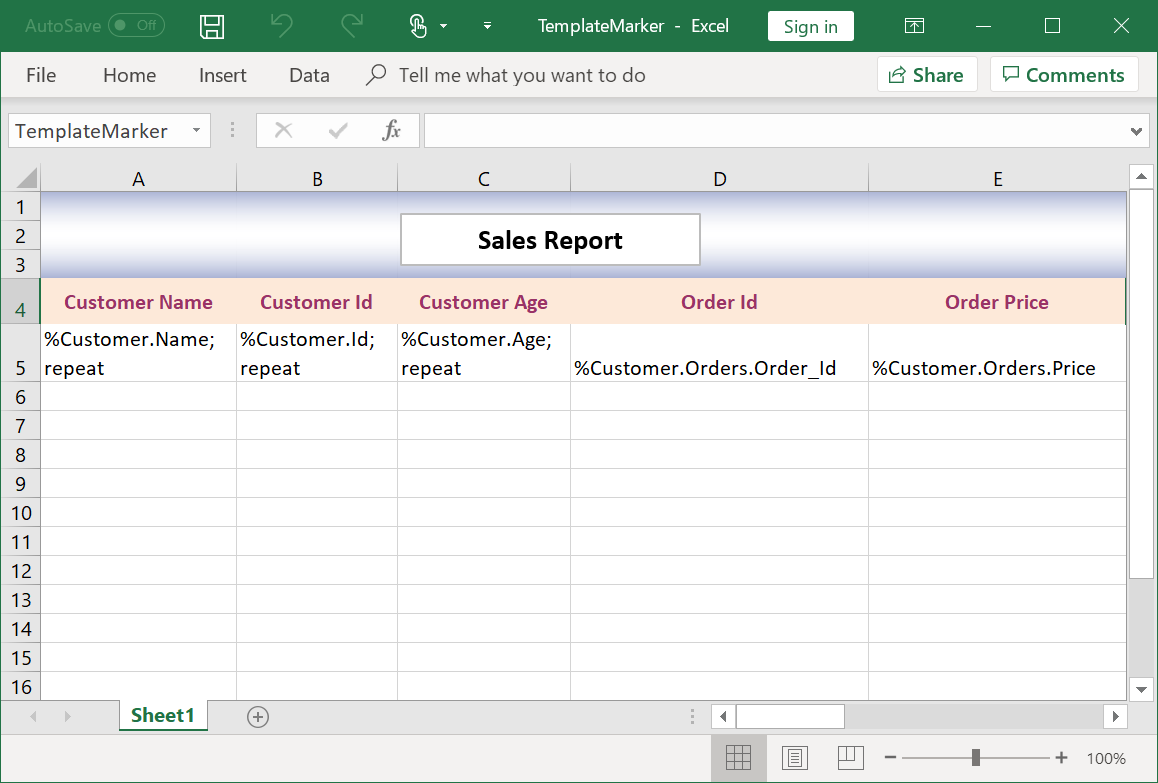 AutoSave Off TemplateMarker - Excel Sign in
File Home Insert Data Tell me what you want to do Share Comments
TemplateMarker fx
A B C D E
1
2 Sales Report
3
4 Customer Name Customer Id Customer Age Order Id Order Price
%Customer.Name; %Customer.Id; %Customer.Age;
5 repeat repeat repeat %Customer.Orders.Order_Id %Customer.Orders.Price
6
7
8
9
10
11
12
13
14
15
16
Sheet1
100%